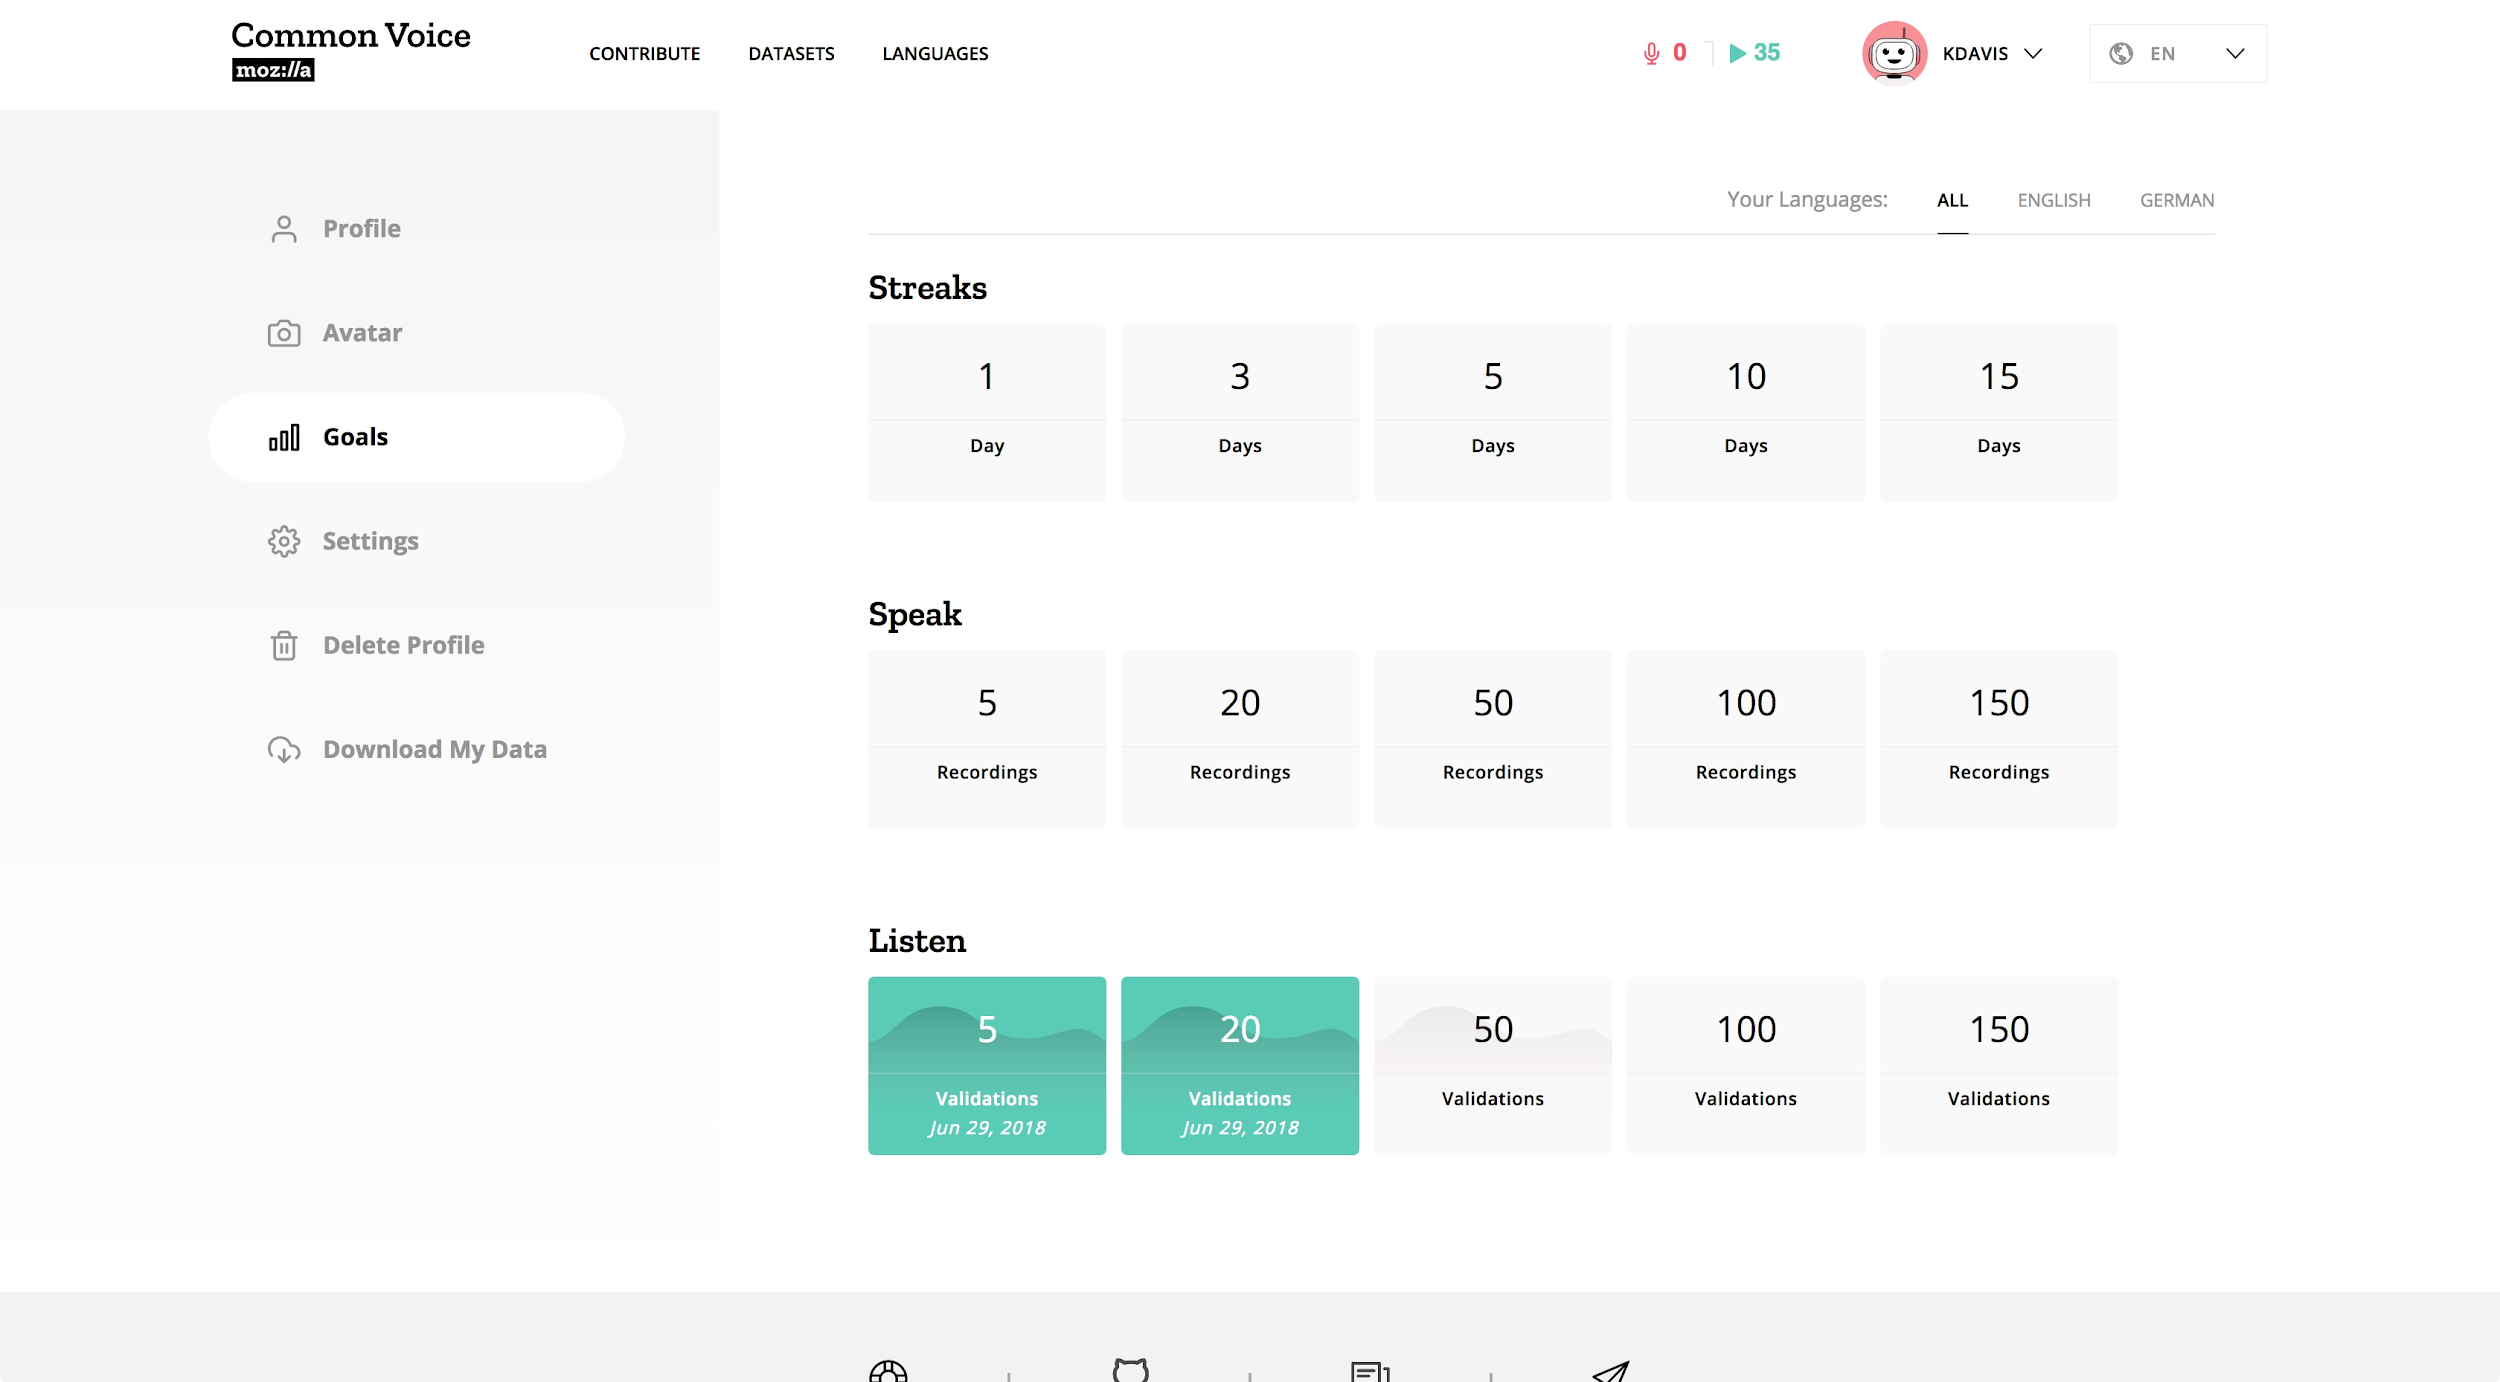 Common Voice
moz://a
CONTRIBUTE DATASETS LANGUAGES
0 35
KDAVIS
EN
Profile
Avatar
Goals
Settings
Delete Profile
Download My Data
Your Languages: ALL ENGLISH GERMAN
Streaks
1 3 5 10 15
Day Days Days Days Days
Speak
5 20 50 100 150
Recordings Recordings Recordings Recordings Recordings
Listen
5 20 50 100 150
Validations Validations Validations Validations Validations
Jun 29, 2018 Jun 29, 2018